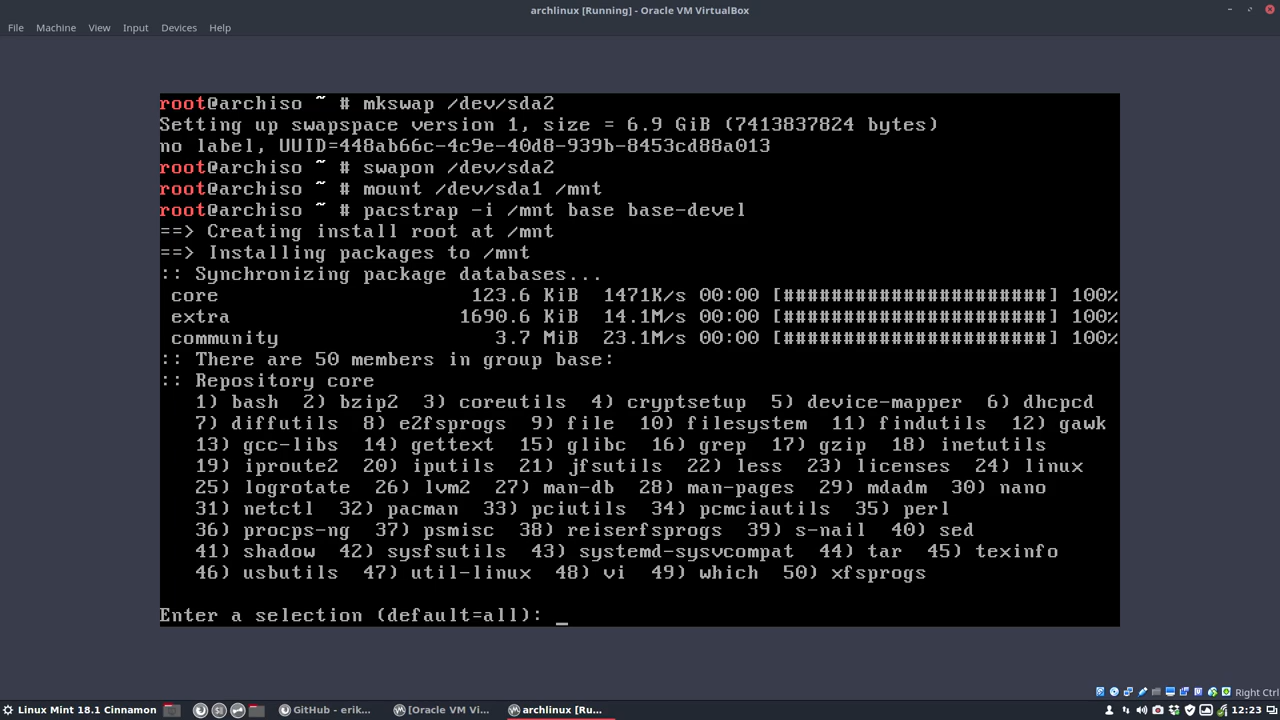 archlinux [Running] - Oracle VM VirtualBox
File Machine View Input Devices Help
root@archiso ~ # mkswap /dev/sda2
Setting up swapspace version 1, size = 6.9 GiB (7413837824 bytes)
no label, UUID=448ab66c-4c9e-40d8-939b-8453cd88a013
root@archiso ~ # swapon /dev/sda2
root@archiso ~ # mount /dev/sda1 /mnt
root@archiso ~ # pacstrap -i /mnt base base-devel
==> Creating install root at /mnt
==> Installing packages to /mnt
:: Synchronizing package databases...
core 123.6 KiB 1471K/s 00:00 [######################] 100%
extra 1690.6 KiB 14.1M/s 00:00 [######################] 100%
community 3.7 MiB 23.1M/s 00:00 [######################] 100%
:: There are 50 members in group base:
:: Repository core
1) bash 2) bzip2 3) coreutils 4) cryptsetup 5) device-mapper 6) dhcpcd
7) diffutils 8) e2fsprogs 9) file 10) filesystem 11) findutils 12) gawk
13) gcc-libs 14) gettext 15) glibc 16) grep 17) gzip 18) inetutils
19) iproute2 20) iputils 21) jfsutils 22) less 23) licenses 24) linux
25) logrotate 26) lvm2 27) man-db 28) man-pages 29) mdadm 30) nano
31) netctl 32) pacman 33) pciutils 34) pcmciautils 35) perl
36) procps-ng 37) psmisc 38) reiserfsprogs 39) s-nail 40) sed
41) shadow 42) sysfsutils 43) systemd-sysvcompat 44) tar 45) texinfo
46) usbutils 47) util-linux 48) vi 49) which 50) xfsprogs
Enter a selection (default=all): _
Right Ctrl
Linux Mint 18.1 Cinnamon GitHub - erik... [Oracle VM Vi... archlinux [Ru... 12:23